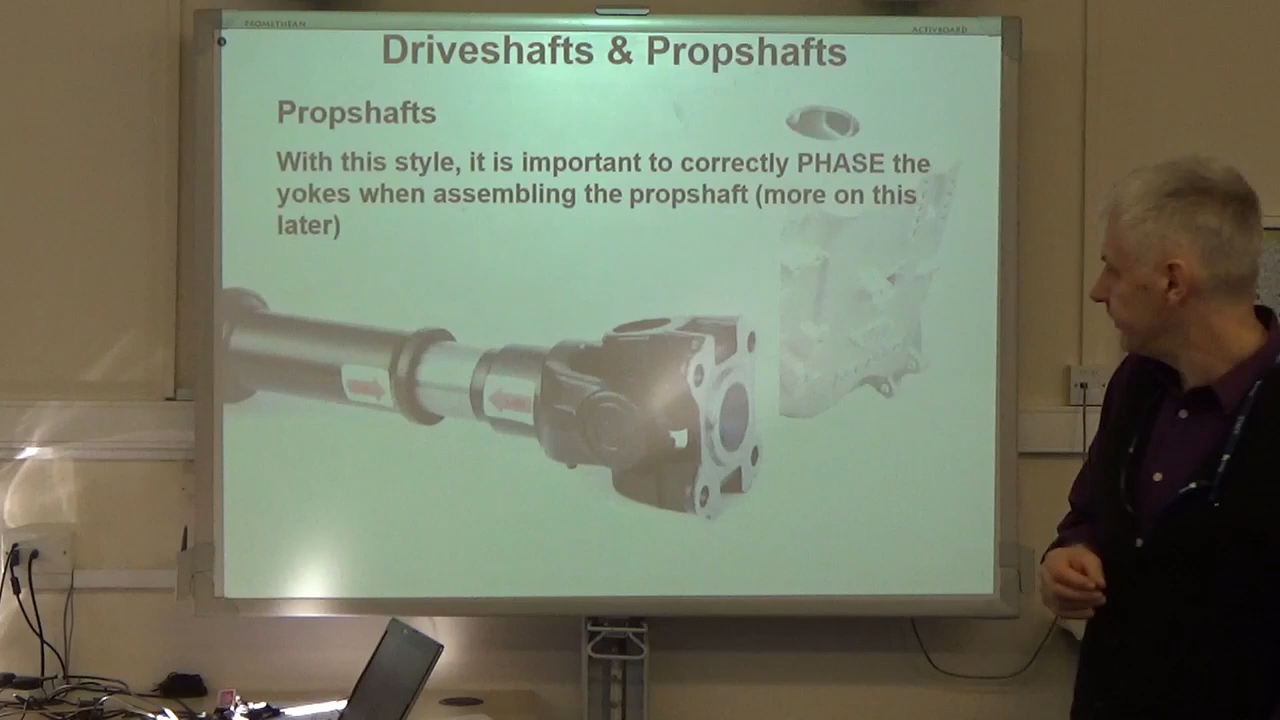 PROMETHEAN
ACTIVBOARD
Driveshafts & Propshafts
Propshafts
With this style, it is important to correctly PHASE the
yokes when assembling the propshaft (more on this
later)